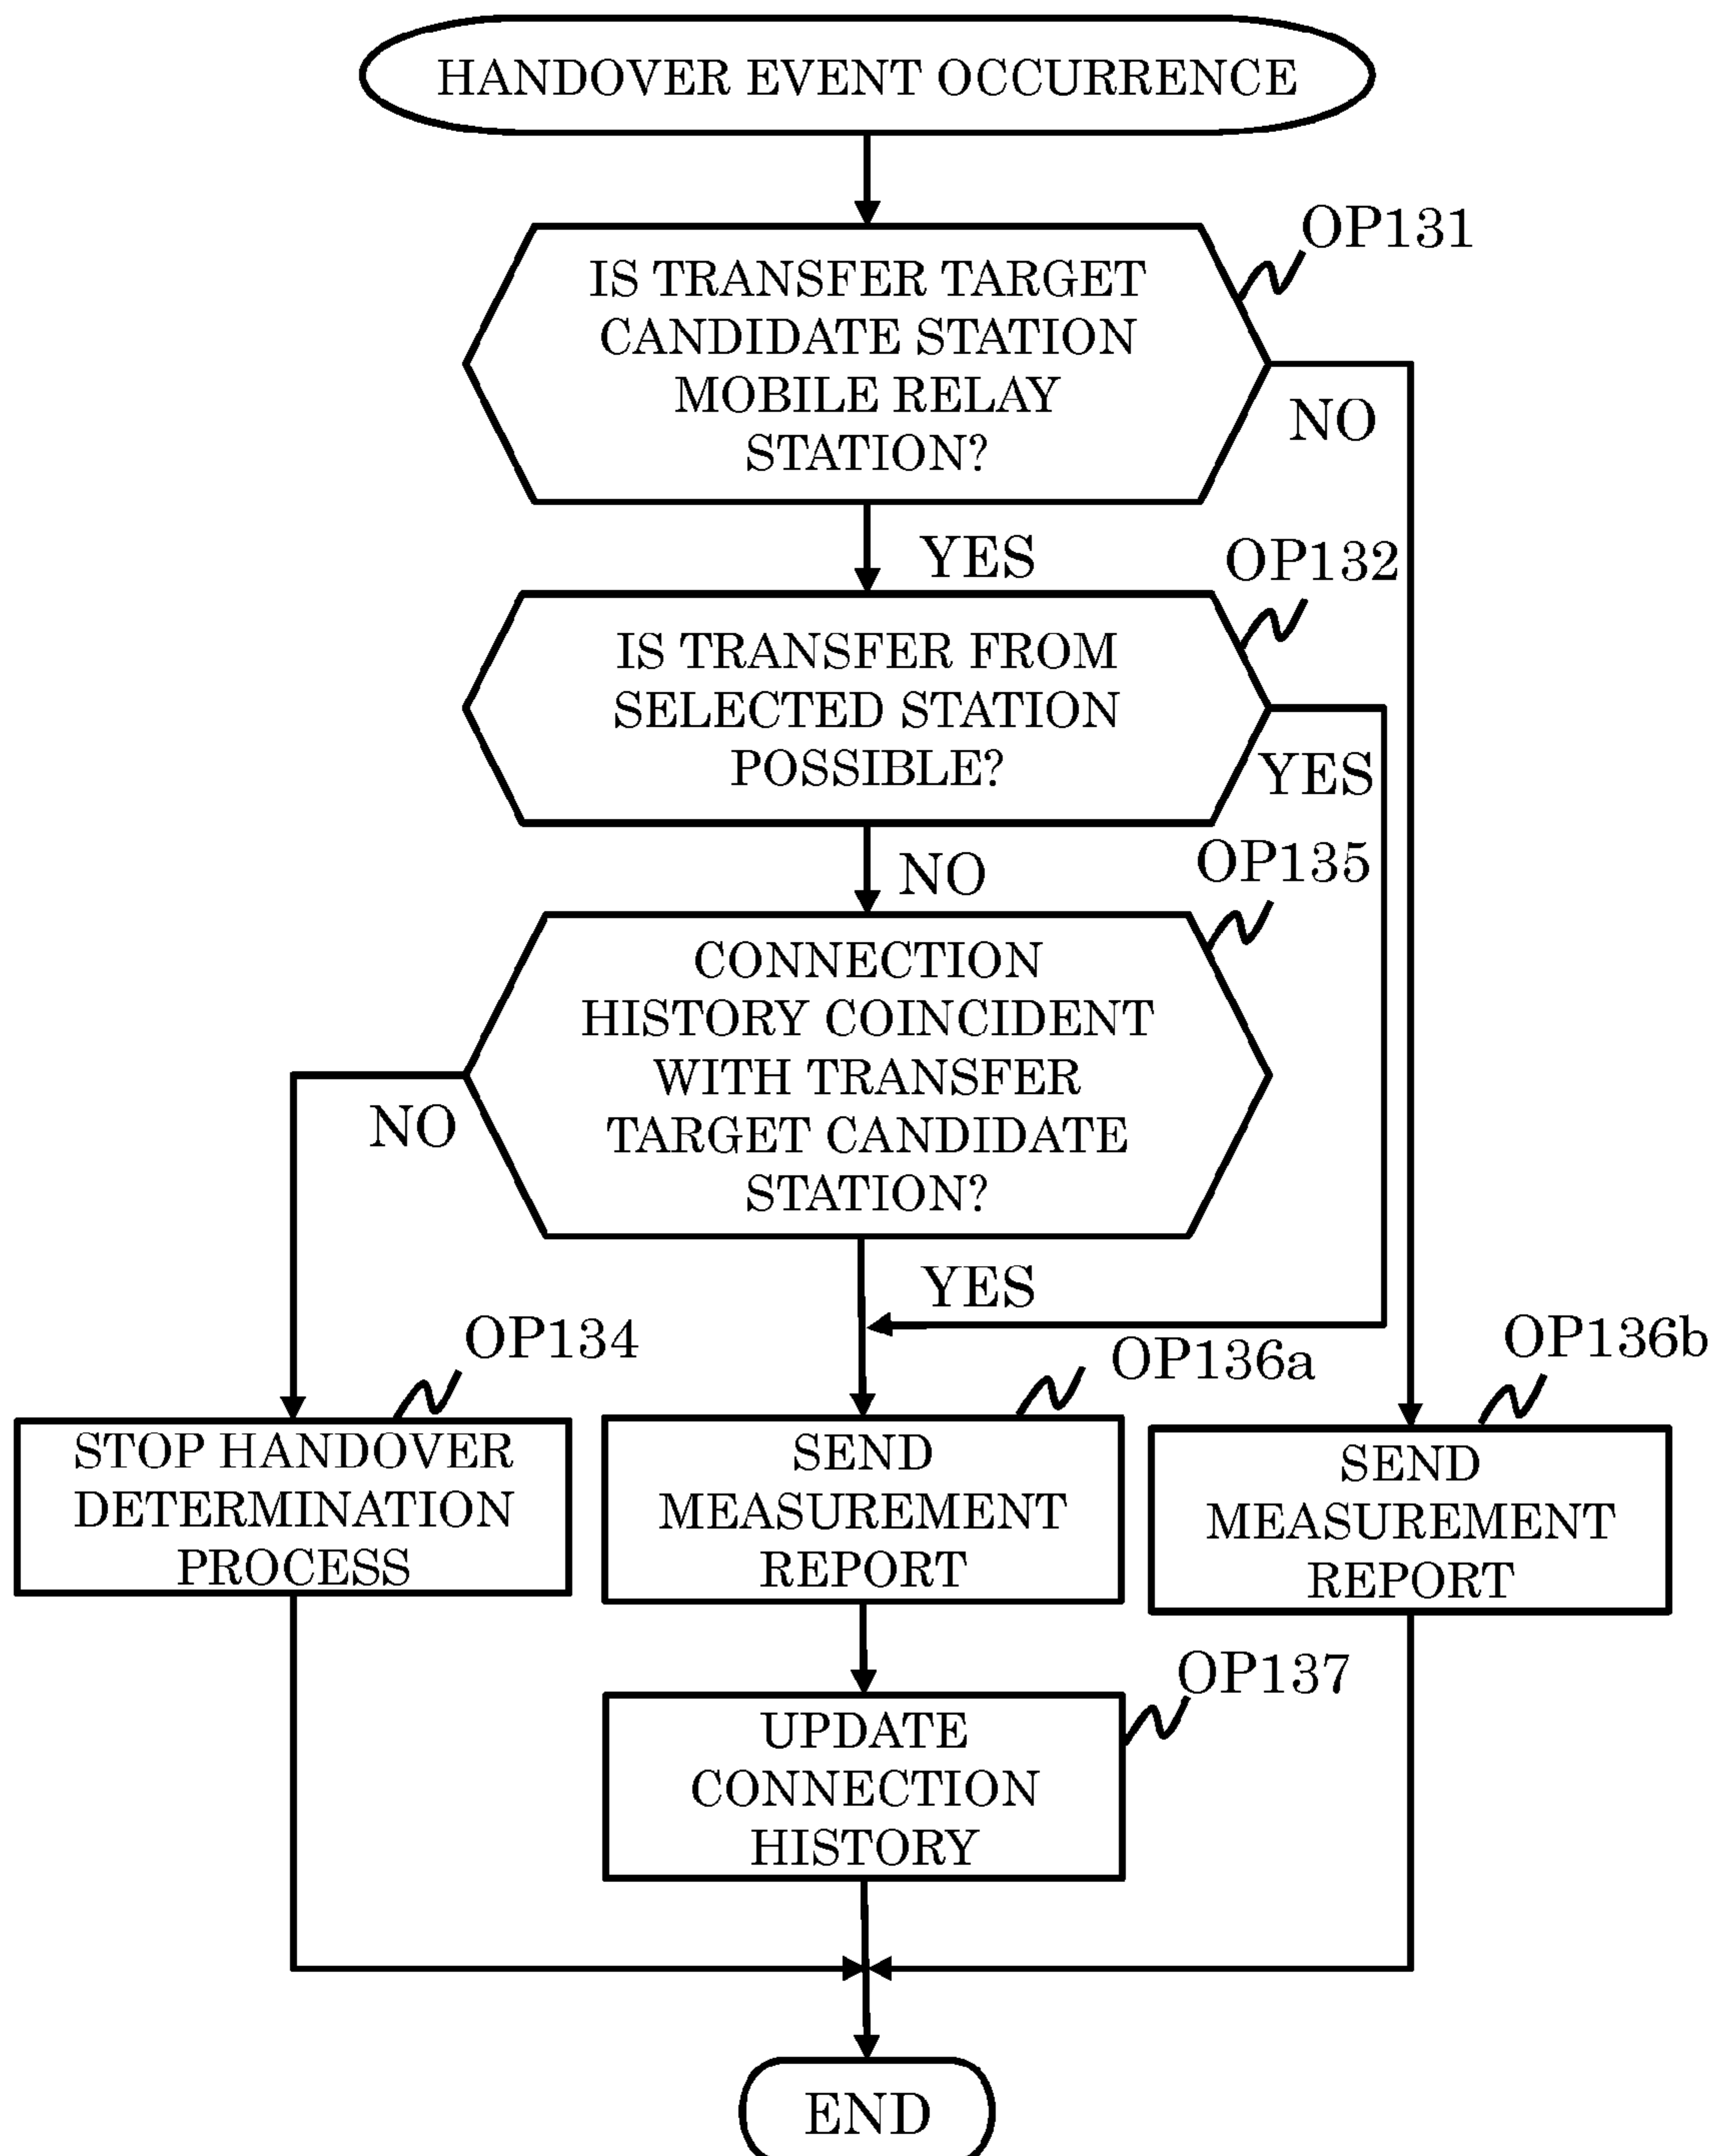 HANDOVER EVENT OCCURRENCE
OP131
IS TRANSFER TARGET
CANDIDATE STATION
MOBILE RELAY
STATION?
NO
YES
OP132
IS TRANSFER FROM
SELECTED STATION
POSSIBLE?
YES
NO
OP135
CONNECTION
HISTORY COINCIDENT
WITH TRANSFER
TARGET CANDIDATE
STATION?
NO
YES
OP134
STOP HANDOVER
DETERMINATION
PROCESS
OP136a
SEND
MEASUREMENT
REPORT
OP136b
SEND
MEASUREMENT
REPORT
OP137
UPDATE
CONNECTION
HISTORY
END